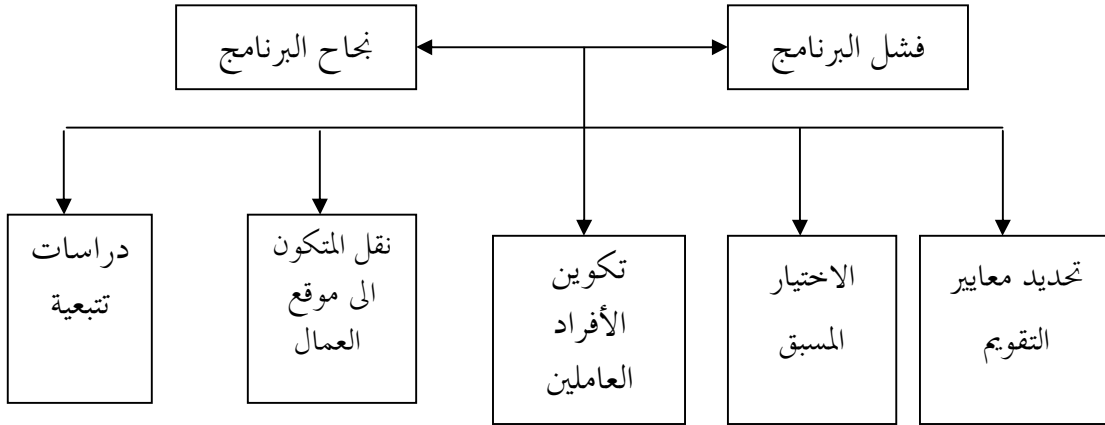 فشل البرنامج
نجاح البرنامج
تحديد معايير
التقويم
الاختيار
المسبق
تكوين
الأفراد
العاملين
نقل المتكون
الى موقع
العمال
دراسات
تتبعية